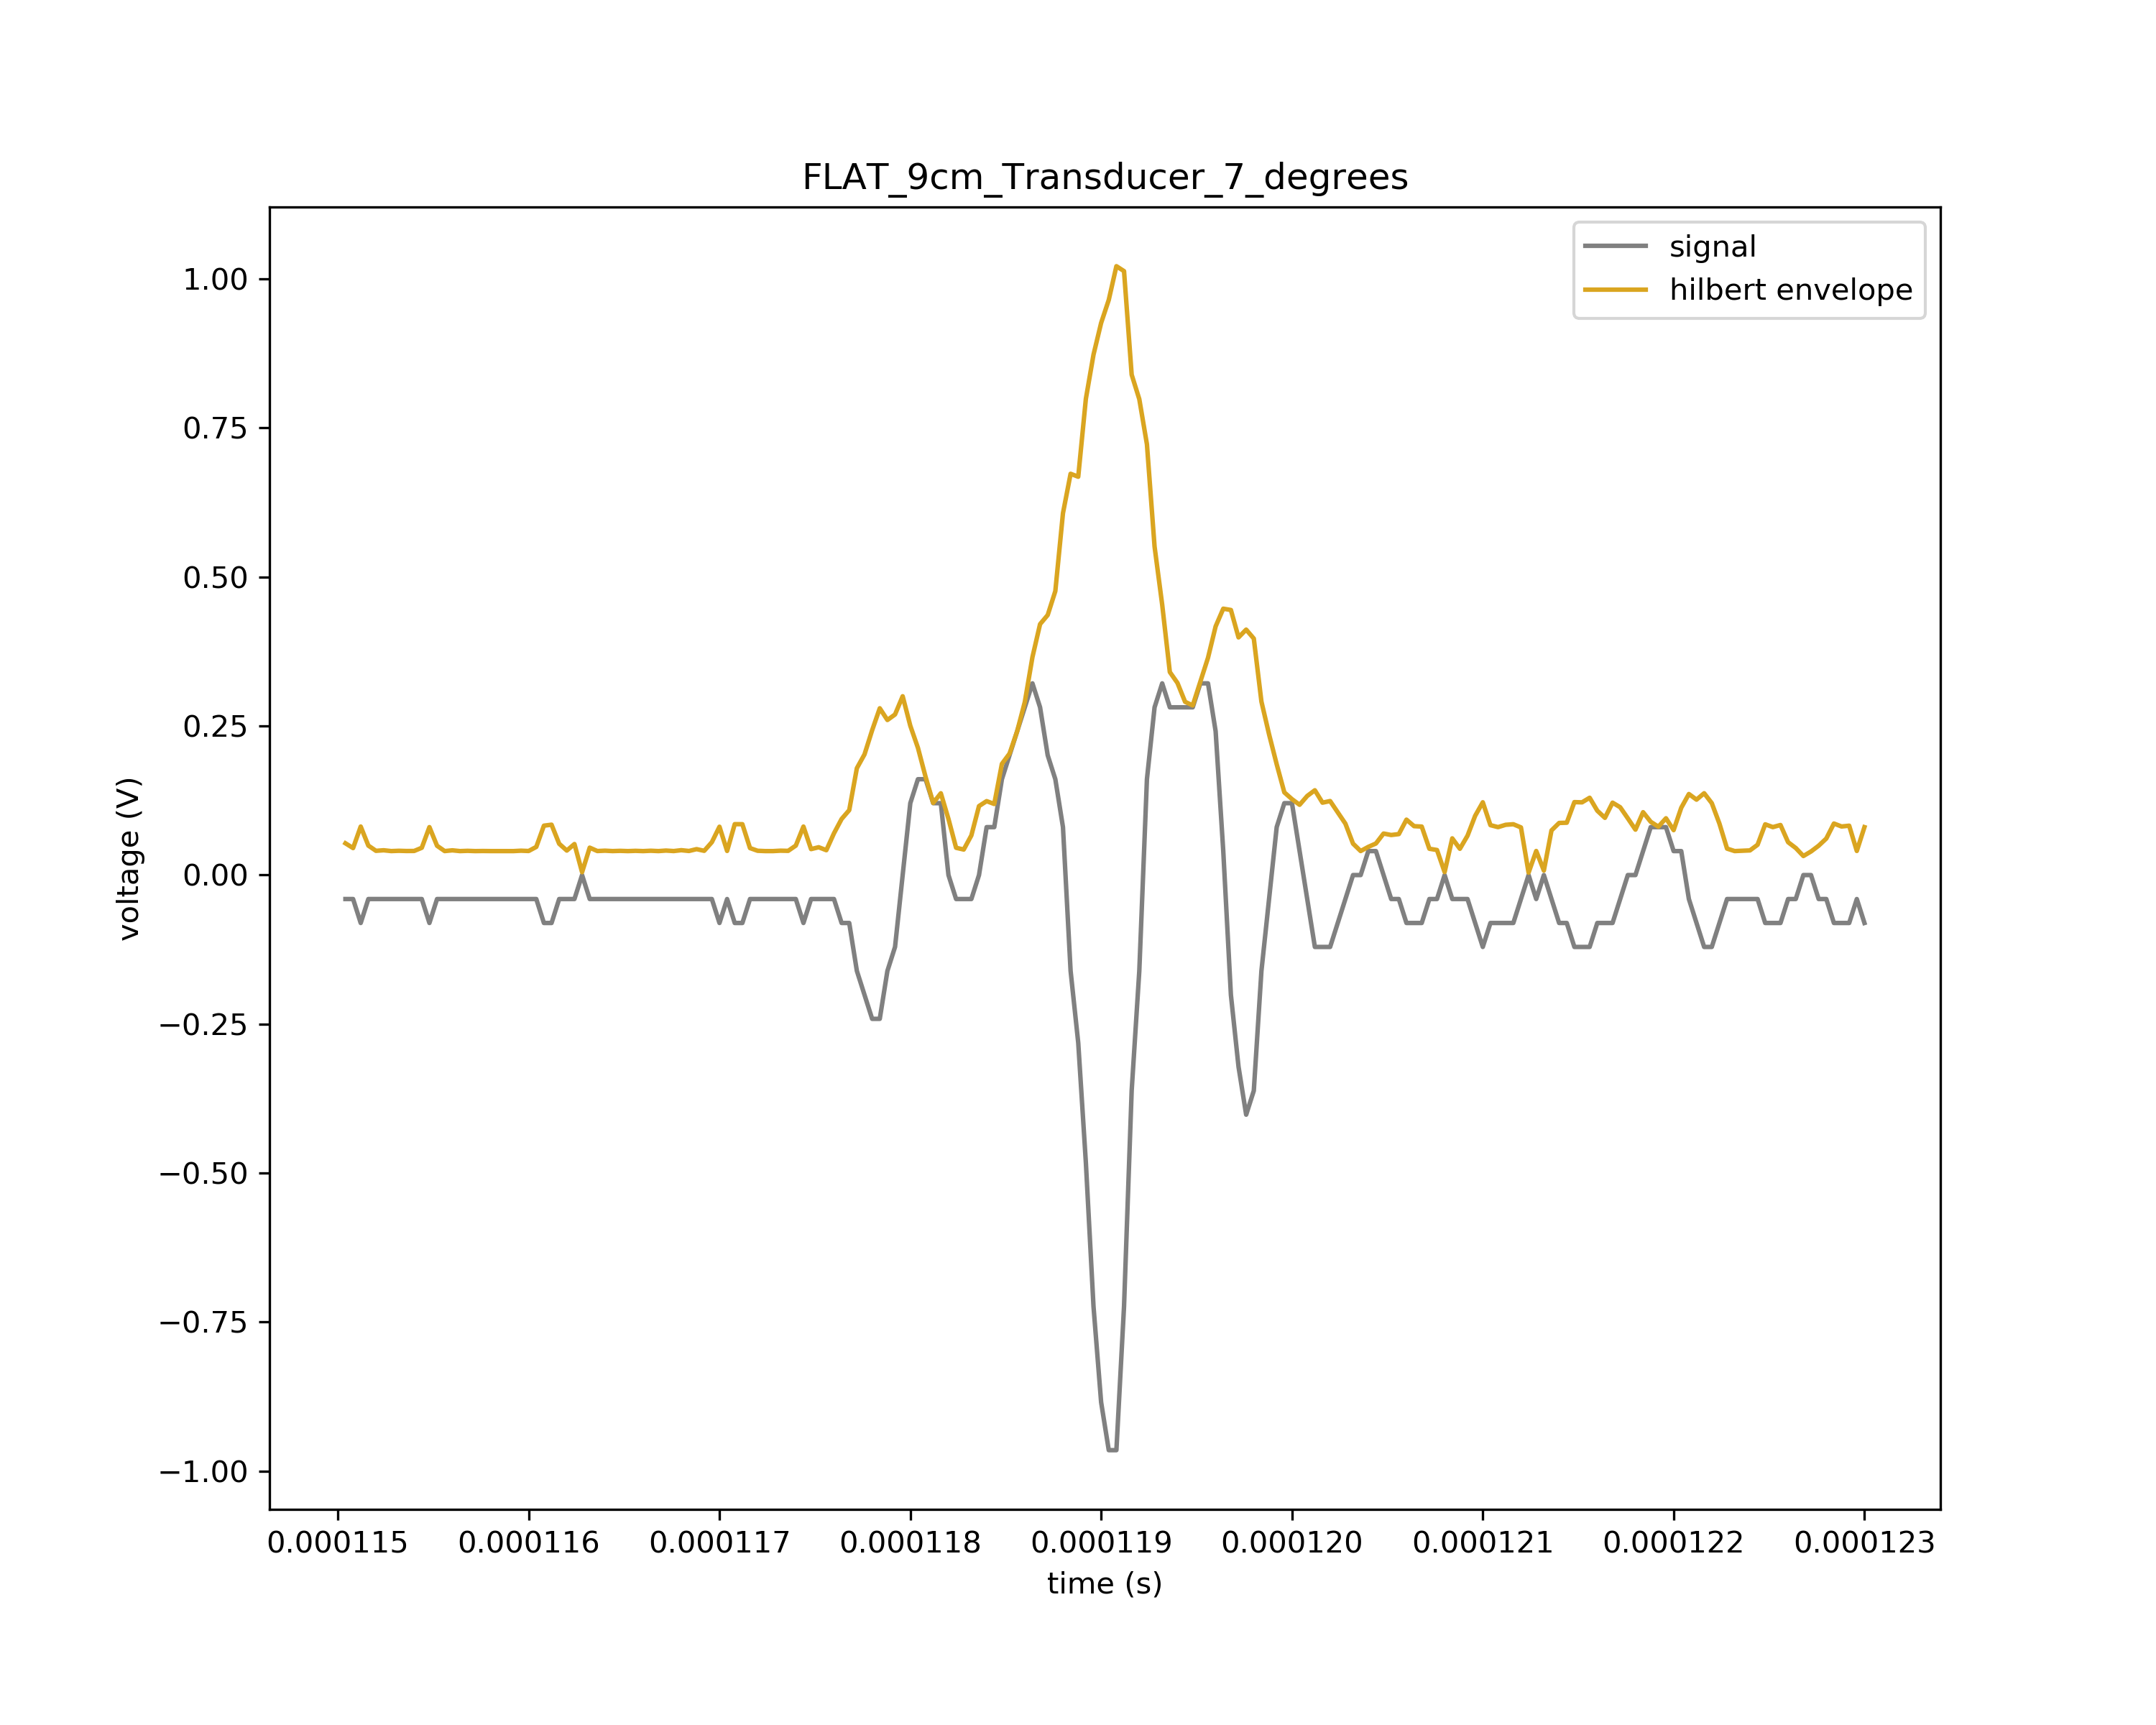 FLAT_9cm_Transducer_7_degrees
signal
hilbert envelope
1.00
0.75
0.50
0.25
0.00
−0.25
−0.50
−0.75
−1.00
voltage (V)
0.000115 0.000116 0.000117 0.000118 0.000119 0.000120 0.000121 0.000122 0.000123
time (s)